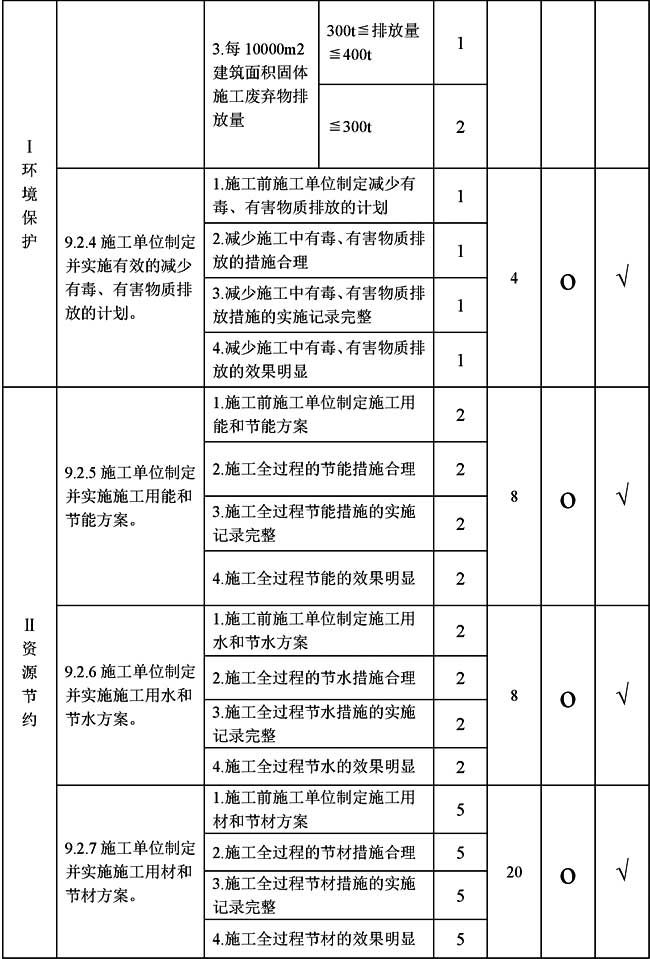 Ⅰ
环
境
保
护
3.每10000m2
建筑面积固体
施工废弃物排
放量
300t≦排放量
≦400t
1
≦300t
2
9.2.4 施工单位制定
并实施有效的减少
有毒、有害物质排
放的计划。
1.施工前施工单位制定减少有
毒、有害物质排放的计划
1
2.减少施工中有毒、有害物质排
放的措施合理
1
3.减少施工中有毒、有害物质排
放措施的实施记录完整
1
4.减少施工中有毒、有害物质排
放的效果明显
1
4
o
√
Ⅱ
资
源
节
约
9.2.5 施工单位制定
并实施施工用能和
节能方案。
1.施工前施工单位制定施工用
能和节能方案
2
2.施工全过程的节能措施合理
2
3.施工全过程节能措施的实施
记录完整
2
4.施工全过程节能的效果明显
2
8
o
√
9.2.6 施工单位制定
并实施施工用水和
节水方案。
1.施工前施工单位制定施工用
水和节水方案
2
2.施工全过程的节水措施合理
2
3.施工全过程节水措施的实施
记录完整
2
4.施工全过程节水的效果明显
2
8
o
√
9.2.7 施工单位制定
并实施施工用材和
节材方案。
1.施工前施工单位制定施工用
材和节材方案
5
2.施工全过程的节材措施合理
5
3.施工全过程节材措施的实施
记录完整
5
4.施工全过程节材的效果明显
5
20
o
√